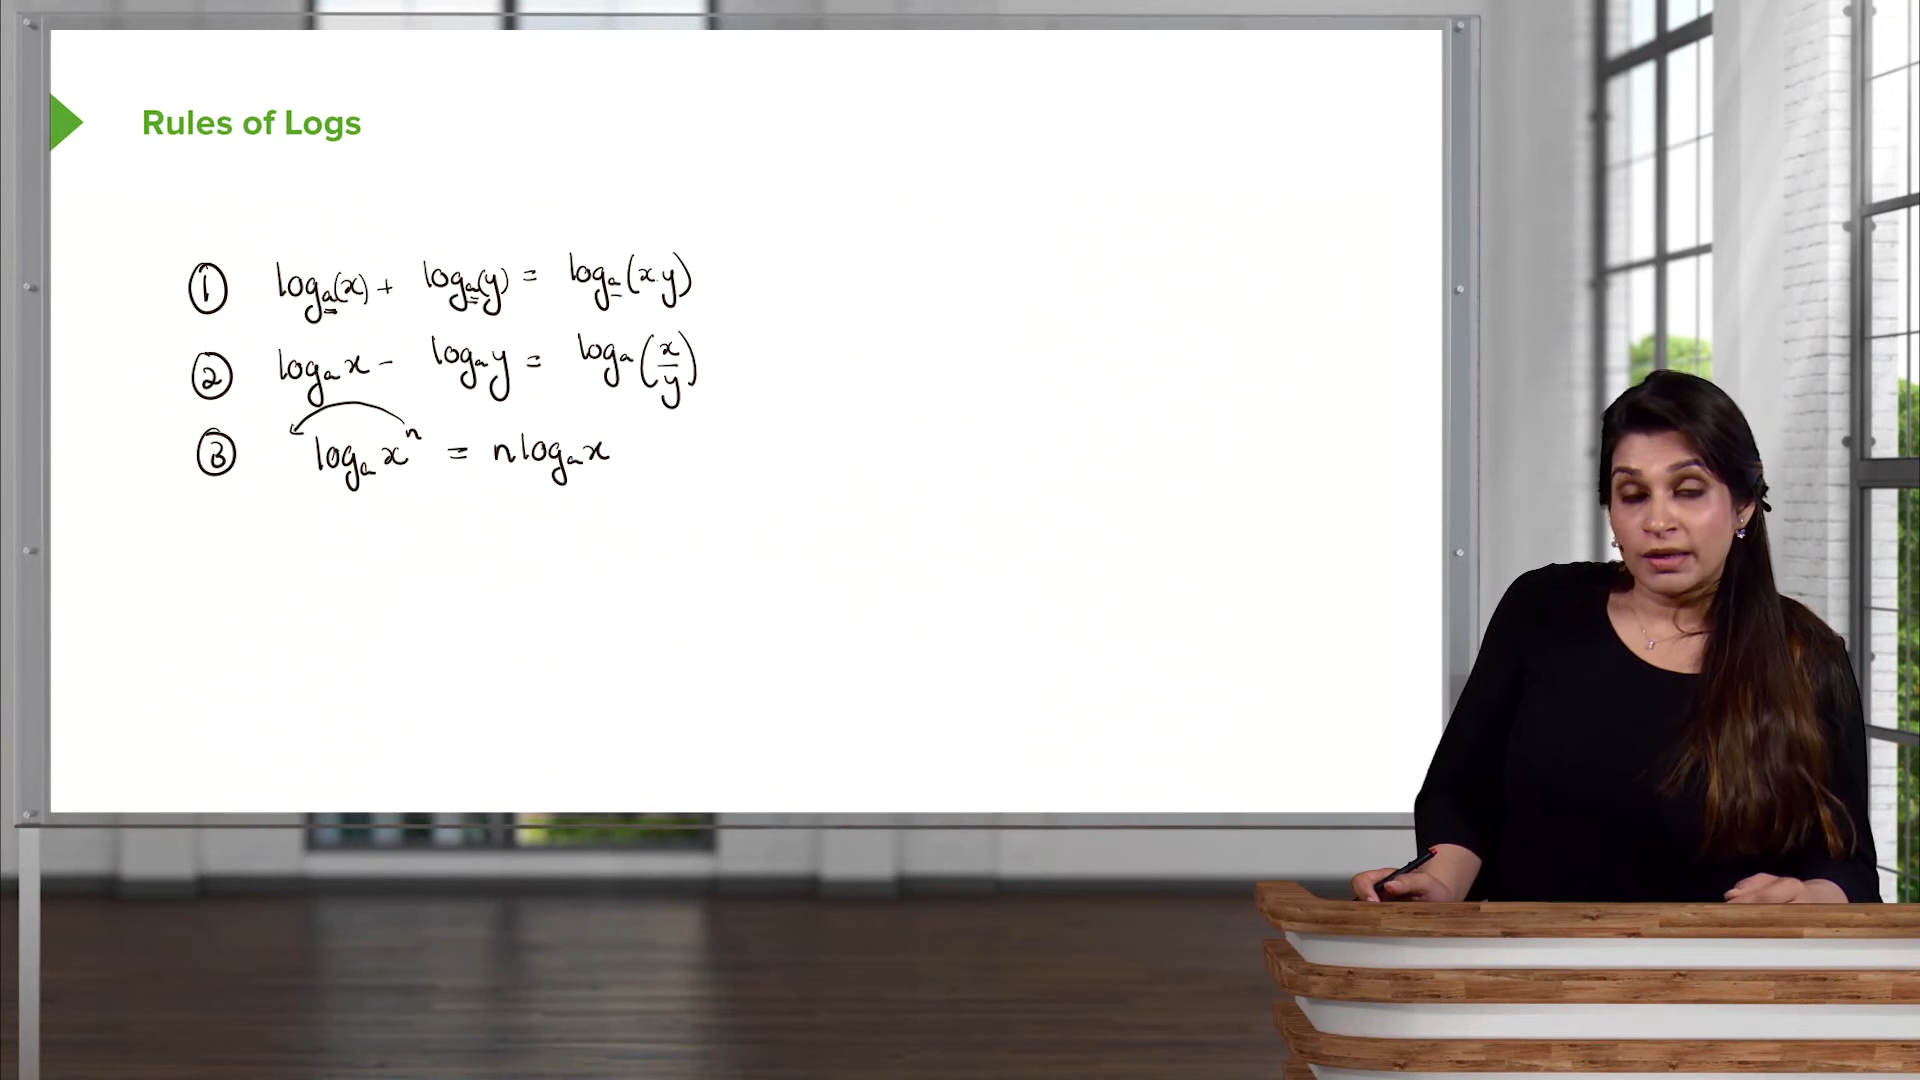 Rules of Logs
① logₐ(x) + logₐ(y) = logₐ(x.y)
② logₐx − logₐy = logₐ(x/y)
③ logₐxⁿ = n logₐx